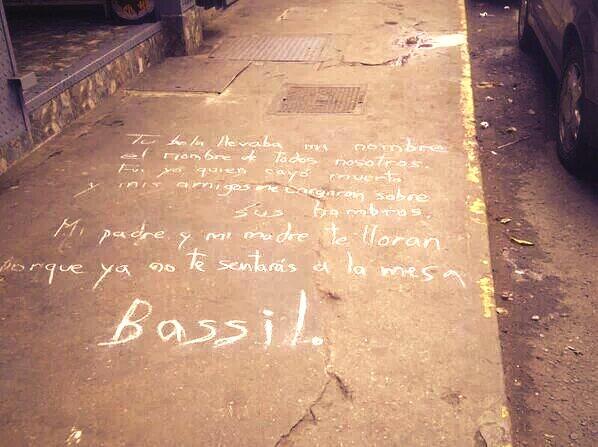 Tu bala llevaba mi nombre
el nombre de todos nosotros.
Fui yo quien cayó muerto
y mis amigos me cargaron sobre
sus hombros.
Mi padre y mi madre te lloran
porque ya no te sentarás a la mesa
Bassil.